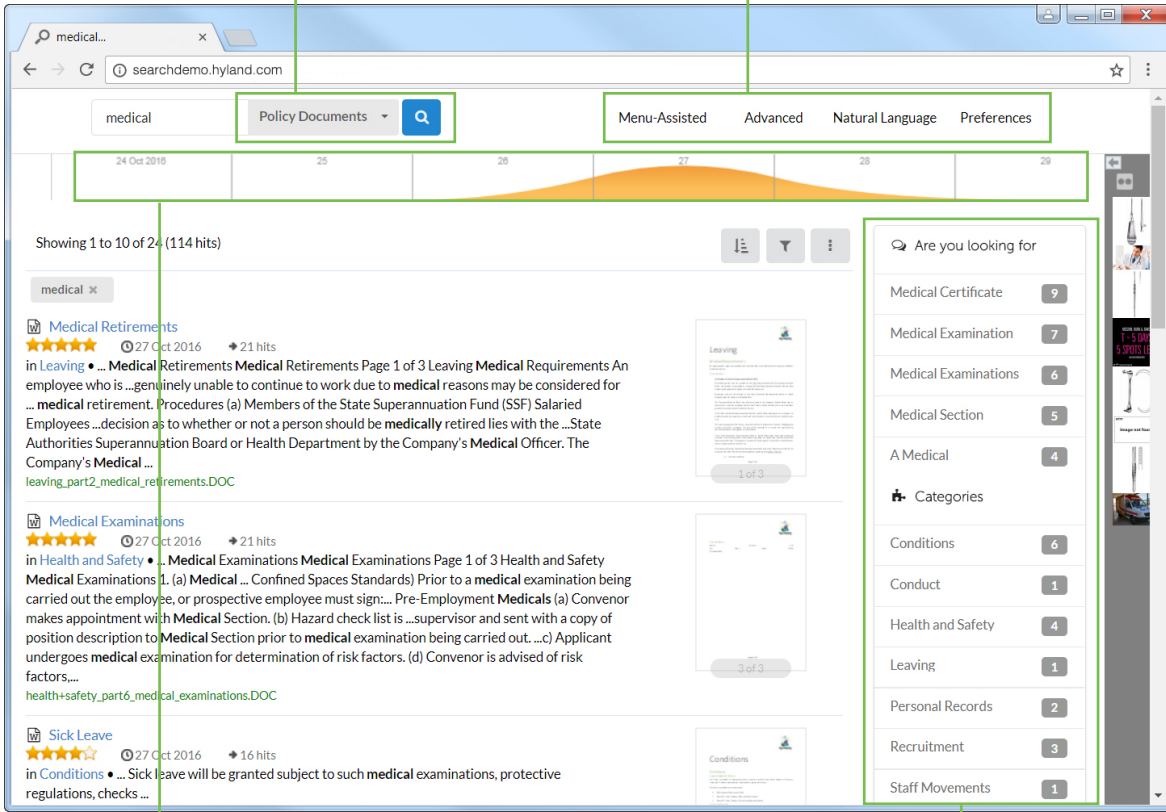 medical...
searchdemo.hyland.com
medical
Policy Documents
Menu-Assisted Advanced Natural Language Preferences
24 Oct 2016 25 26 27 28 29
Showing 1 to 10 of 24 (114 hits)
medical
Medical Retirements
27 Oct 2016 21 hits
in Leaving • ... Medical Retirements Medical Retirements Page 1 of 3 Leaving Medical Requirements An
employee who is ...genuinely unable to continue to work due to medical reasons may be considered for
... medical retirement. Procedures (a) Members of the State Superannuation Fund (SSF) Salaried
Employees ...decision as to whether or not a person should be medically retired lies with the ...State
Authorities Superannuation Board or Health Department by the Company's Medical Officer. The
Company's Medical ...
leaving_part2_medical_retirements.DOC
Leaving
1 of 3
Medical Examinations
27 Oct 2016 21 hits
in Health and Safety • ... Medical Examinations Medical Examinations Page 1 of 3 Health and Safety
Medical Examinations 1. (a) Medical ... Confined Spaces Standards) Prior to a medical examination being
carried out the employee, or prospective employee must sign:... Pre-Employment Medicals (a) Convenor
makes appointment with Medical Section. (b) Hazard check list is ...supervisor and sent with a copy of
position description to Medical Section prior to medical examination being carried out. ...c) Applicant
undergoes medical examination for determination of risk factors. (d) Convenor is advised of risk
factors,...
health+safety_part6_medical_examinations.DOC
3 of 3
Sick Leave
27 Oct 2016 16 hits
in Conditions • ... Sick leave will be granted subject to such medical examinations, protective
regulations, checks ...
Conditions
Are you looking for
Medical Certificate 9
Medical Examination 7
Medical Examinations 6
Medical Section 5
A Medical 4
Categories
Conditions 6
Conduct 1
Health and Safety 4
Leaving 1
Personal Records 2
Recruitment 3
Staff Movements 1
T - 5 DAY
5 SPOTS LE